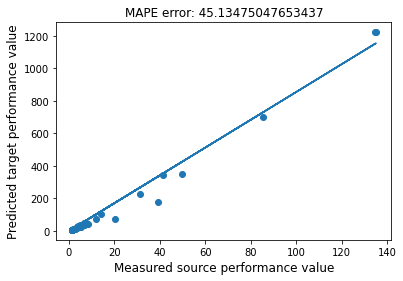 MAPE error: 45.13475047653437
Predicted target performance value
1200
1000
800
600
400
200
0
0 20 40 60 80 100 120 140
Measured source performance value